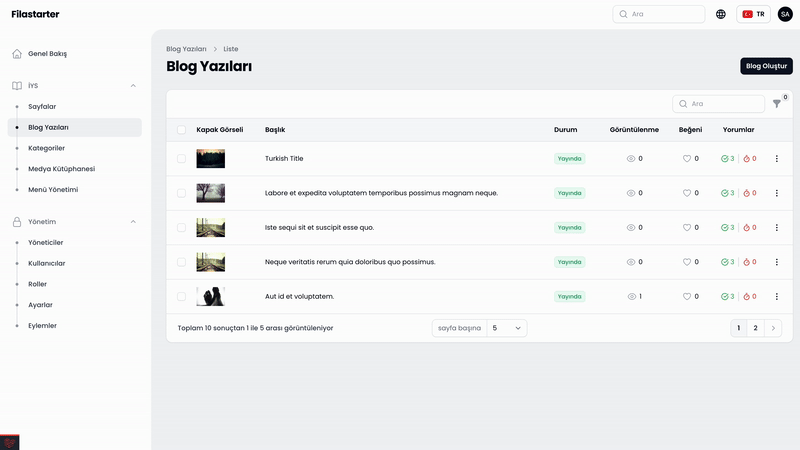 Filastarter
Ara
TR
SA
Genel Bakış
İYS
Sayfalar
Blog Yazıları
Kategoriler
Medya Kütüphanesi
Menü Yönetimi
Yönetim
Yöneticiler
Kullanıcılar
Roller
Ayarlar
Eylemler
Blog Yazıları > Liste
Blog Yazıları
Blog Oluştur
Ara
0
Kapak Görseli Başlık Durum Görüntülenme Beğeni Yorumlar
Turkish Title Yayında 0 0 3 0
Labore et expedita voluptatem temporibus possimus magnam neque. Yayında 0 0 3 0
Iste sequi sit et suscipit esse quo. Yayında 0 0 3 0
Neque veritatis rerum quia doloribus quo possimus. Yayında 0 0 3 0
Aut id et voluptatem. Yayında 1 0 3 0
Toplam 10 sonuçtan 1 ile 5 arası görüntüleniyor
sayfa başına 5
1 2